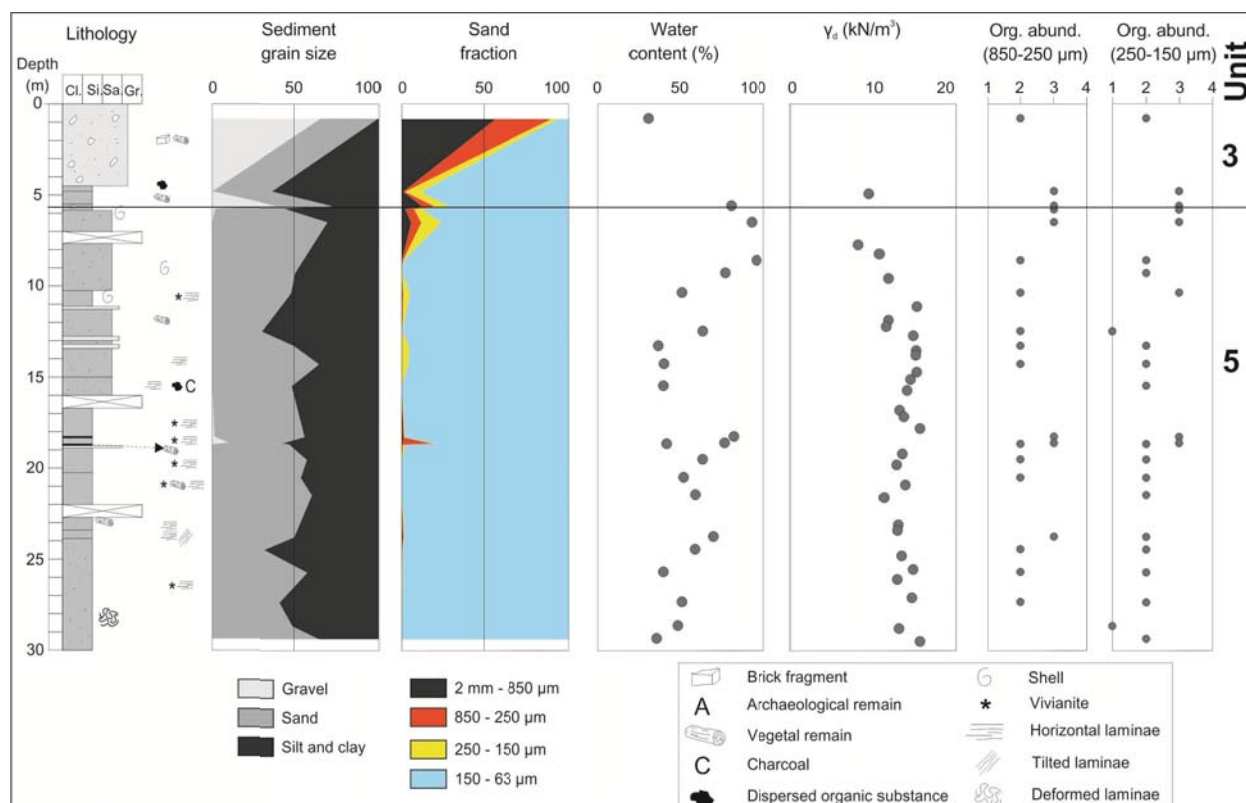 Lithology
Depth
(m)
Cl. Si. Sa. Gr.
0
5
10
15
20
25
30
C
Sediment
grain size
0 50 100
Sand
fraction
0 50 100
Water
content (%)
0 50 100
γd (kN/m³)
0 10 20
Org. abund.
(850-250 μm)
1 2 3 4
Org. abund.
(250-150 μm)
1 2 3 4
Unit
3
5
Gravel
Sand
Silt and clay
2 mm - 850 μm
850 - 250 μm
250 - 150 μm
150 - 63 μm
Brick fragment
A Archaeological remain
Vegetal remain
C Charcoal
Dispersed organic substance
Shell
* Vivianite
Horizontal laminae
Tilted laminae
Deformed laminae